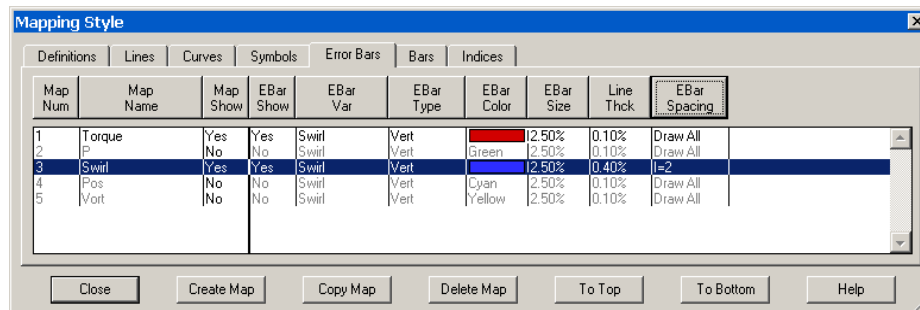 Mapping Style
Definitions Lines Curves Symbols Error Bars Bars Indices
Map Map Map EBar EBar EBar EBar EBar Line EBar
Num Name Show Show Var Type Color Size Thck Spacing
1 Torque Yes Yes Swirl Vert 2.50% 0.10% Draw All
2 P No No Swirl Vert Green 2.50% 0.10% Draw All
3 Swirl Yes Yes Swirl Vert 2.50% 0.40% I=2
4 Pos No No Swirl Vert Cyan 2.50% 0.10% Draw All
5 Vort No No Swirl Vert Yellow 2.50% 0.10% Draw All
Close Create Map Copy Map Delete Map To Top To Bottom Help